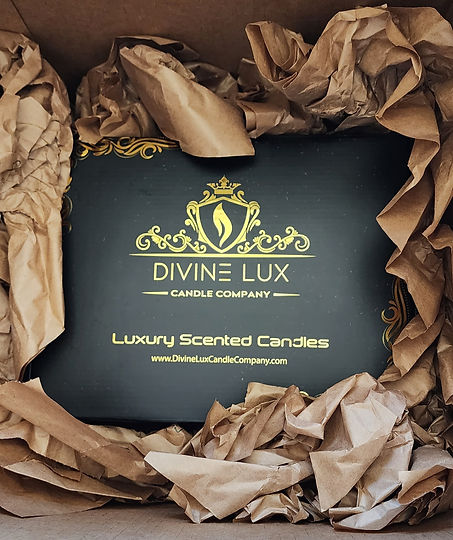 DIVINE LUX
CANDLE COMPANY
Luxury Scented Candles
www.DivineLuxCandleCompany.com